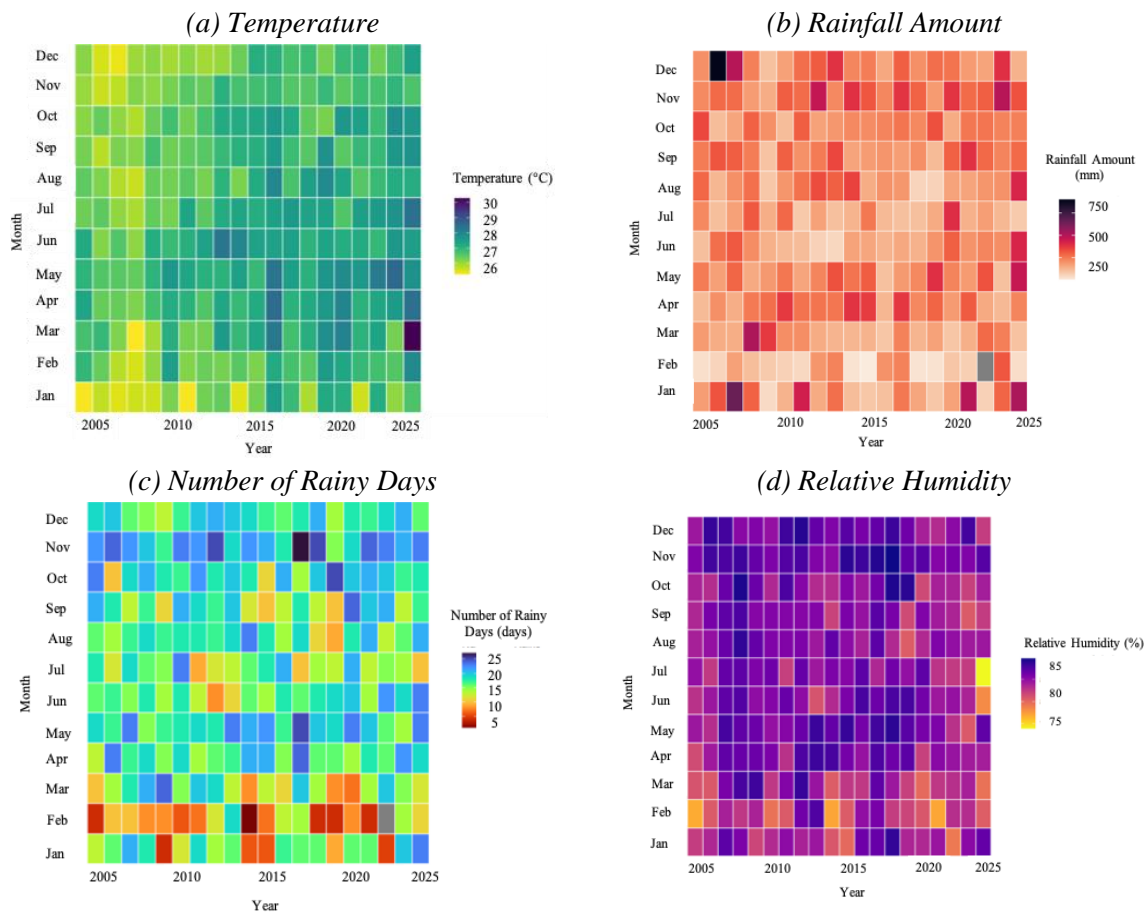 (a) Temperature
Dec
Nov
Oct
Sep
Aug
Jul
Jun
May
Apr
Mar
Feb
Jan
Month
2005 2010 2015 2020 2025
Year
Temperature (°C)
30
29
28
27
26
(b) Rainfall Amount
Dec
Nov
Oct
Sep
Aug
Jul
Jun
May
Apr
Mar
Feb
Jan
Month
2005 2010 2015 2020 2025
Year
Rainfall Amount
(mm)
750
500
250
(c) Number of Rainy Days
Dec
Nov
Oct
Sep
Aug
Jul
Jun
May
Apr
Mar
Feb
Jan
Month
2005 2010 2015 2020 2025
Year
Number of Rainy
Days (days)
25
20
15
10
5
(d) Relative Humidity
Dec
Nov
Oct
Sep
Aug
Jul
Jun
May
Apr
Mar
Feb
Jan
Month
2005 2010 2015 2020 2025
Year
Relative Humidity (%)
85
80
75